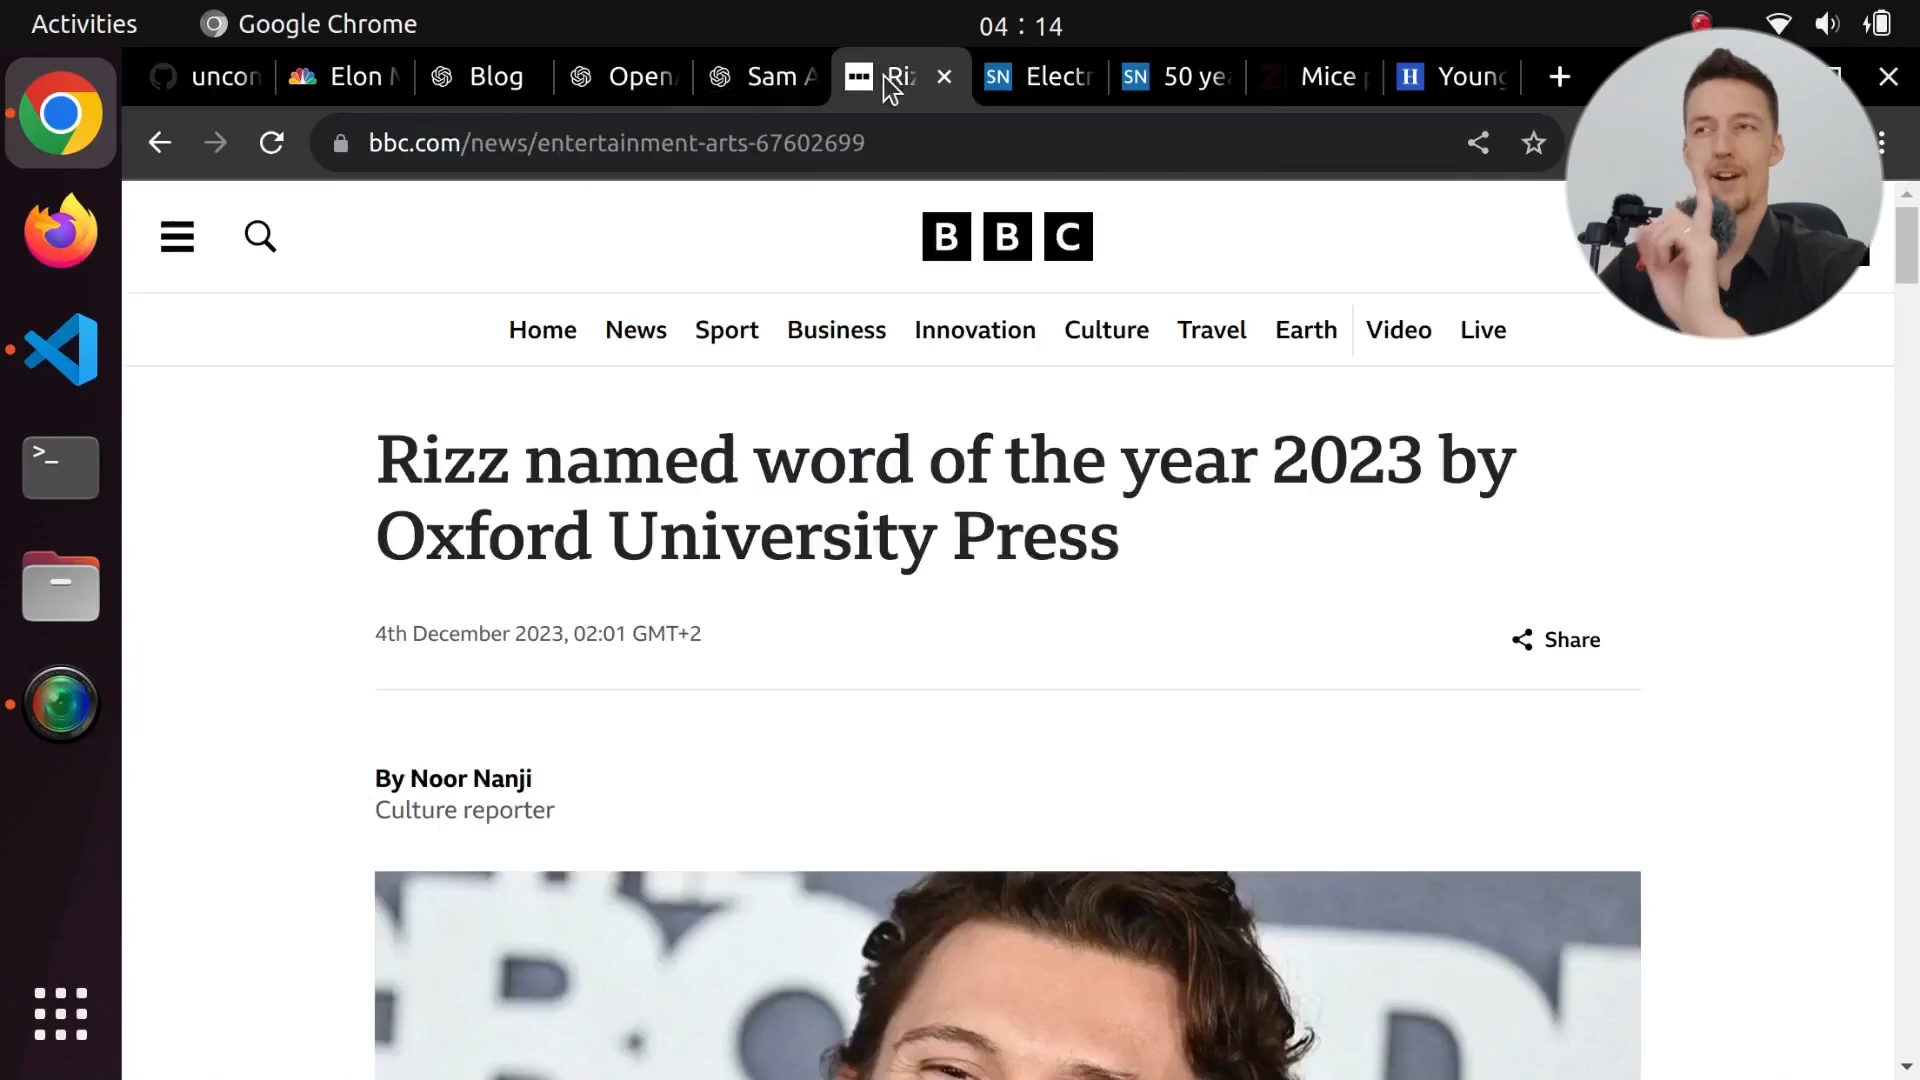 Activities
Google Chrome
04 : 14
uncon
Elon M
Blog
OpenA
Sam A
Riz
SN
Electr
SN
50 ye
Mice p
H
Young
bbc.com/news/entertainment-arts-67602699
BBC
Home
News
Sport
Business
Innovation
Culture
Travel
Earth
Video
Live
Rizz named word of the year 2023 by
Oxford University Press
4th December 2023, 02:01 GMT+2
Share
By Noor Nanji
Culture reporter